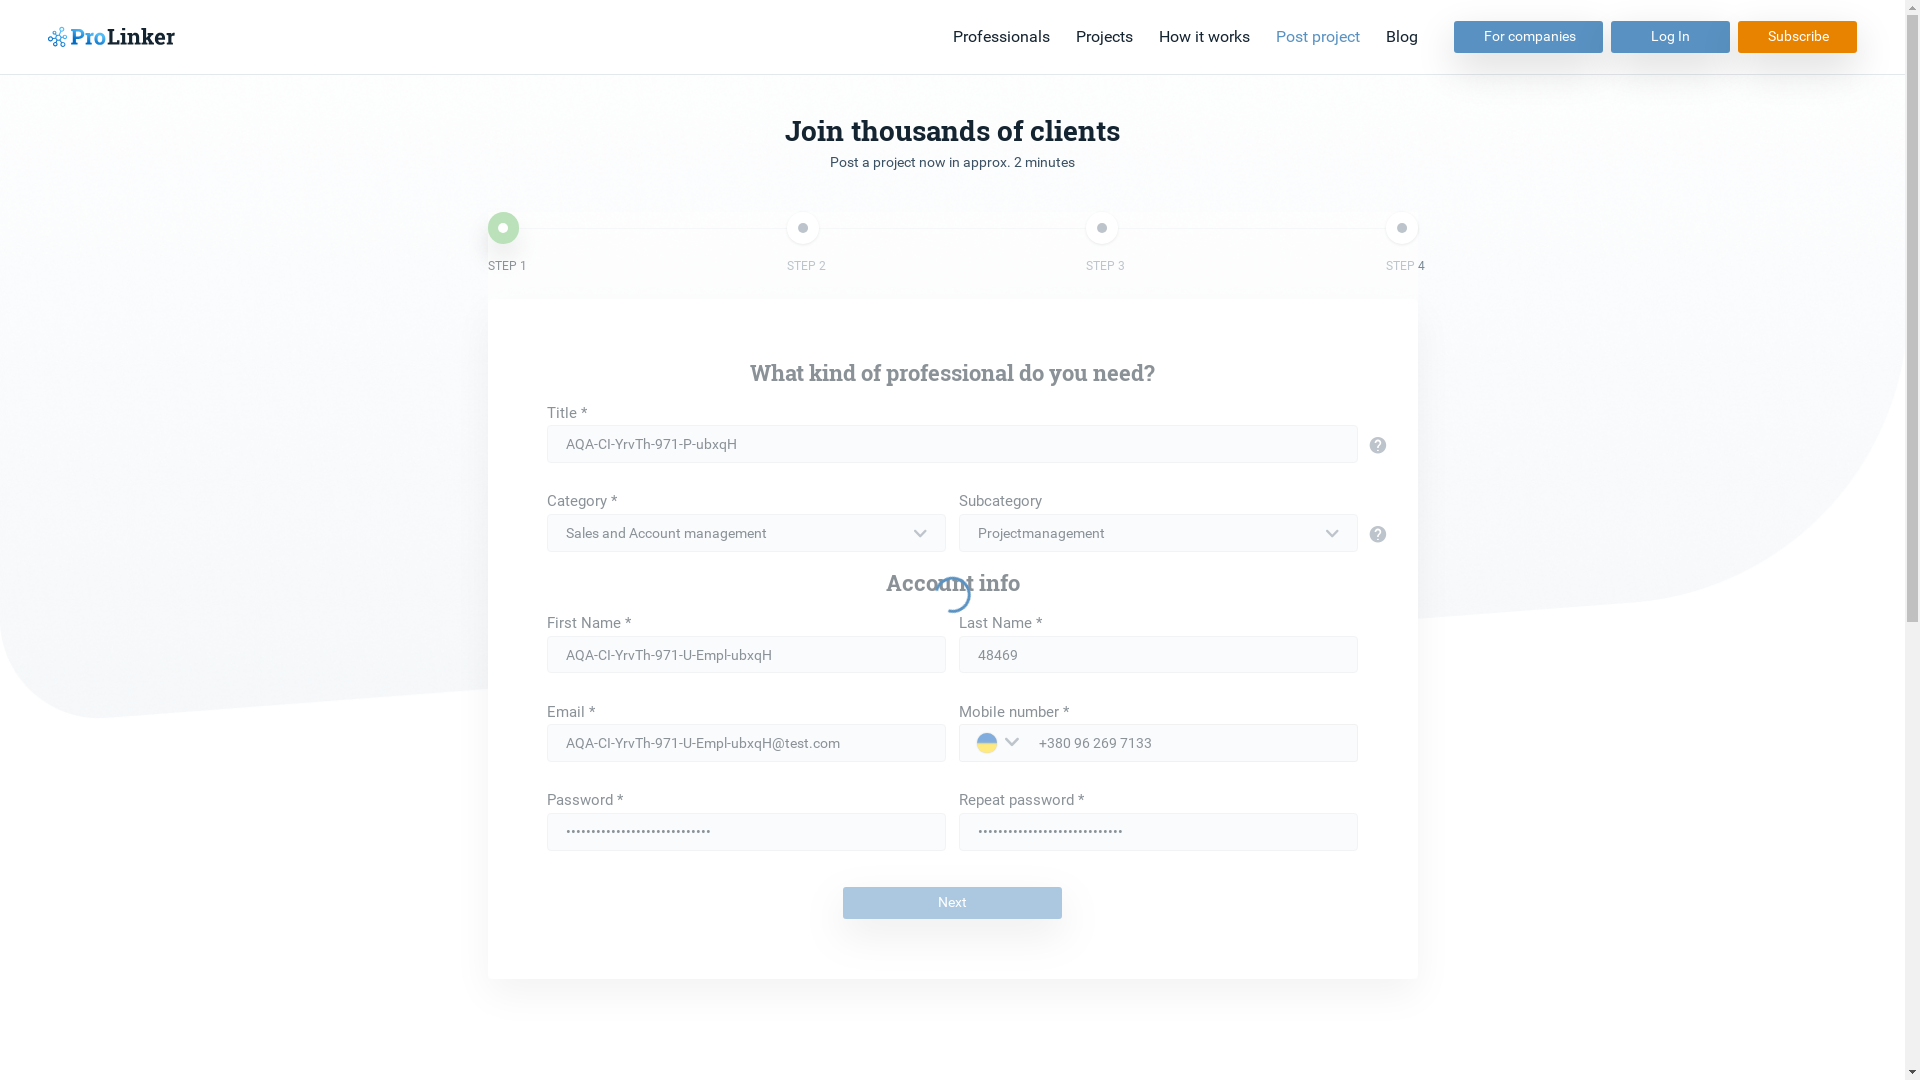 ProLinker
Professionals Projects How it works Post project Blog For companies Log In Subscribe
Join thousands of clients
Post a project now in approx. 2 minutes
STEP 1 STEP 2 STEP 3 STEP 4
What kind of professional do you need?
Title *
AQA-CI-YrvTh-971-P-ubxqH
Category * Subcategory
Sales and Account management Projectmanagement
Account info
First Name * Last Name *
AQA-CI-YrvTh-971-U-Empl-ubxqH 48469
Email * Mobile number *
AQA-CI-YrvTh-971-U-Empl-ubxqH@test.com +380 96 269 7133
Password * Repeat password *
••••••••••••••••••••••••••••• •••••••••••••••••••••••••••••
Next